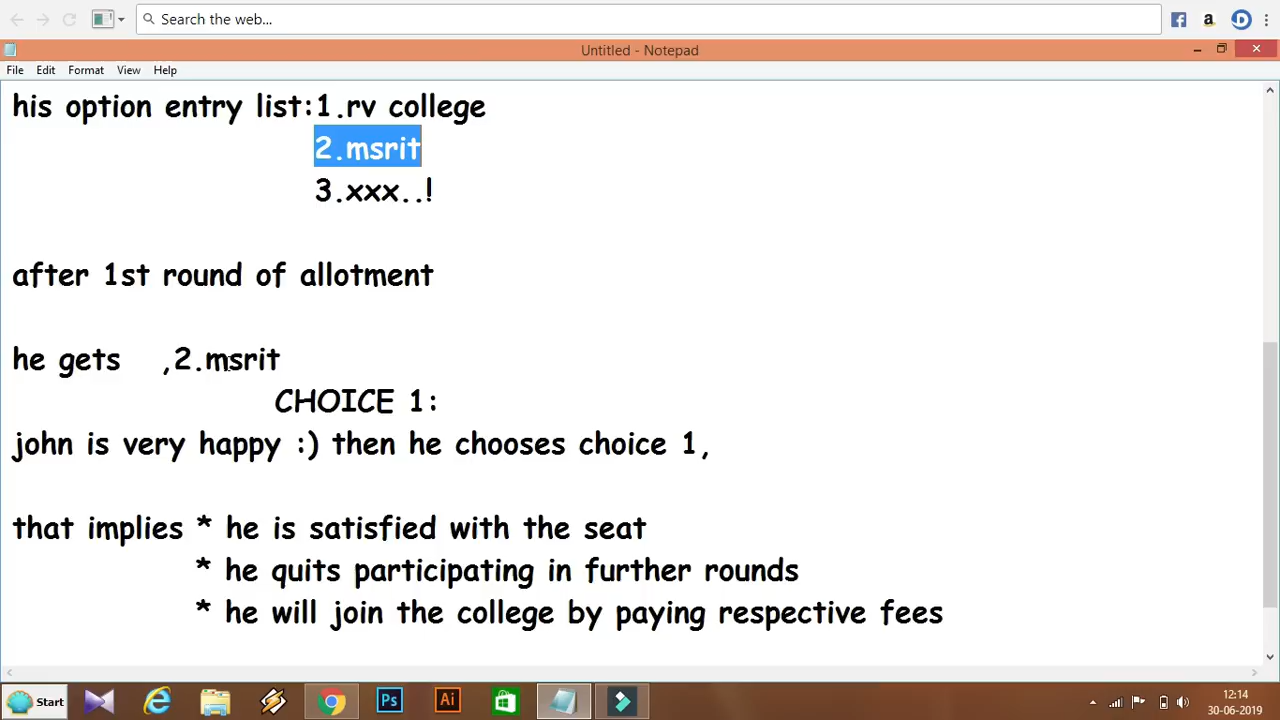 Search the web...
Untitled - Notepad
File Edit Format View Help
his option entry list:1.rv college
2.msrit
3.xxx..!
after 1st round of allotment
he gets ,2.msrit
CHOICE 1:
john is very happy :) then he chooses choice 1,
that implies * he is satisfied with the seat
* he quits participating in further rounds
* he will join the college by paying respective fees
Start
Ps
Ai
12:14
30-06-2019